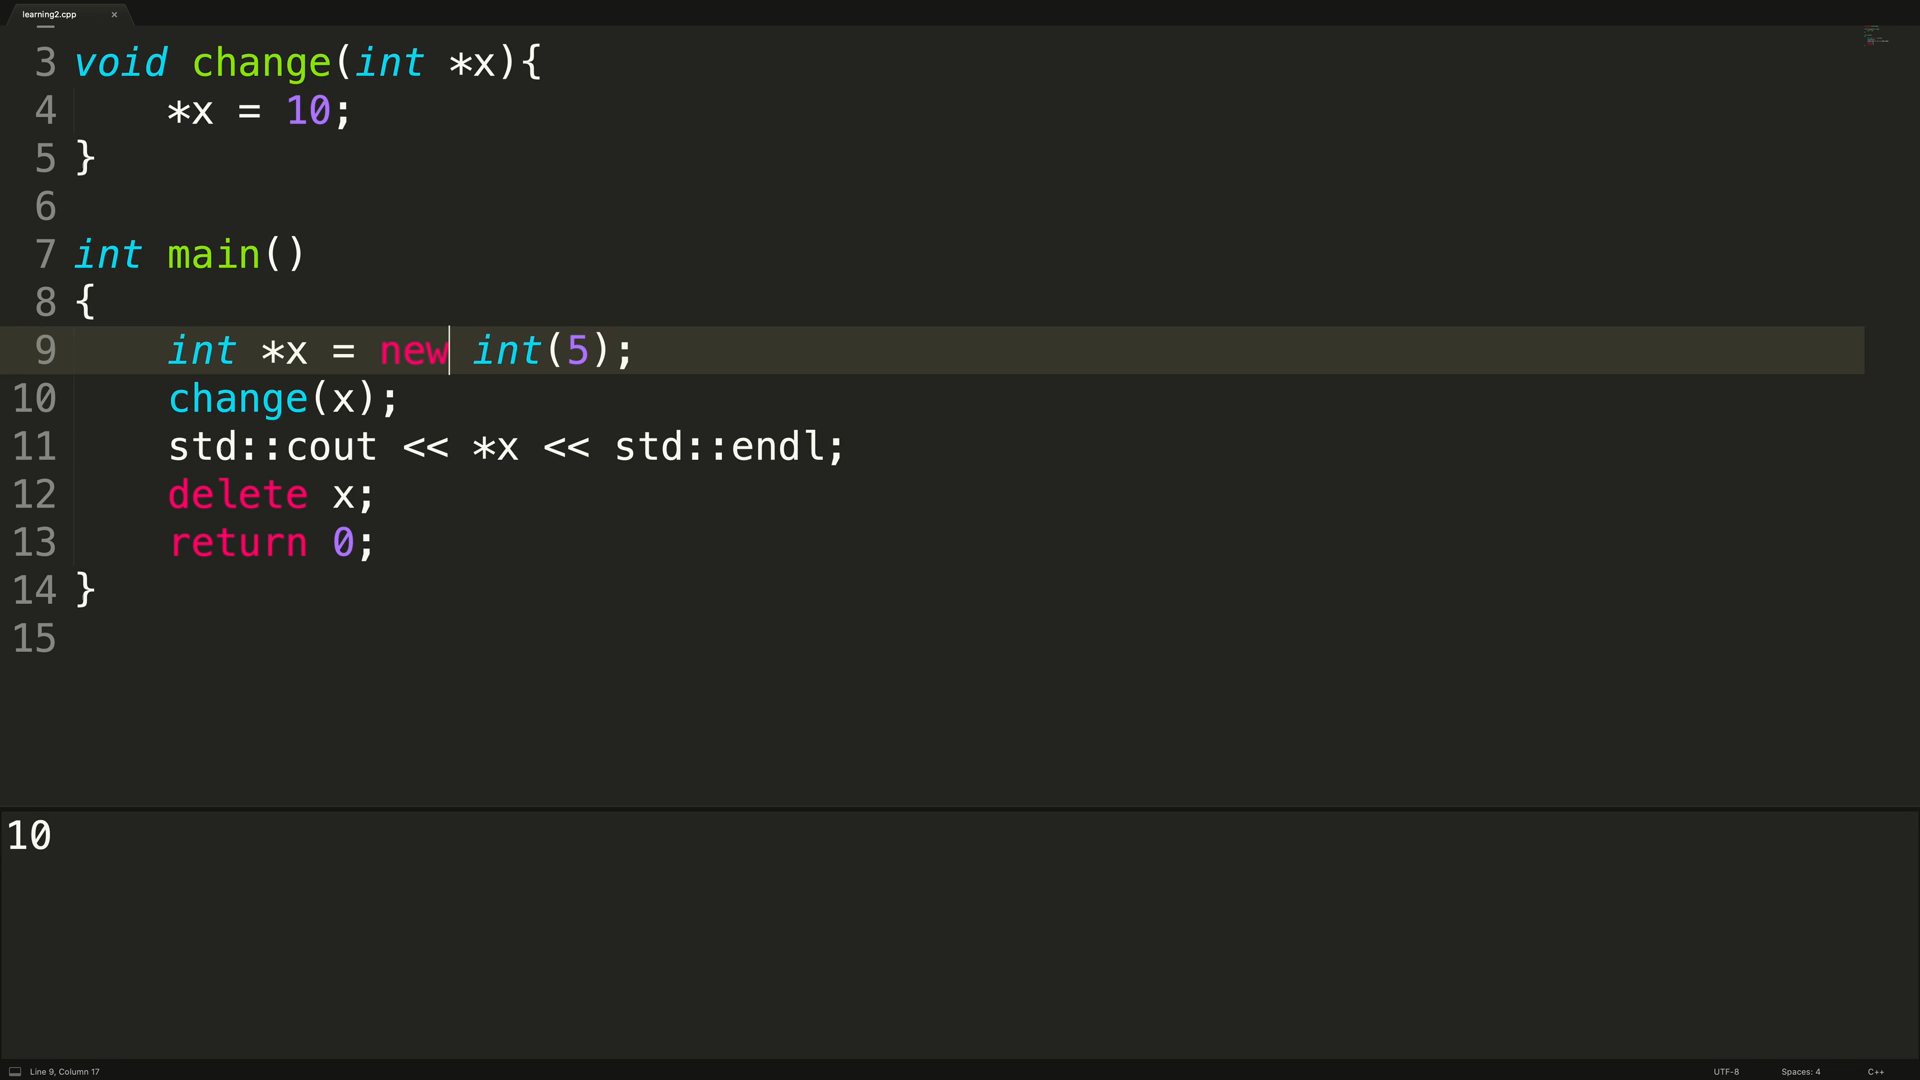 learning2.cpp ×
3 void change(int *x){
4     *x = 10;
5 }
6
7 int main()
8 {
9     int *x = new int(5);
10     change(x);
11     std::cout << *x << std::endl;
12     delete x;
13     return 0;
14 }
15
10
Line 9, Column 17 UTF-8 Spaces: 4 C++